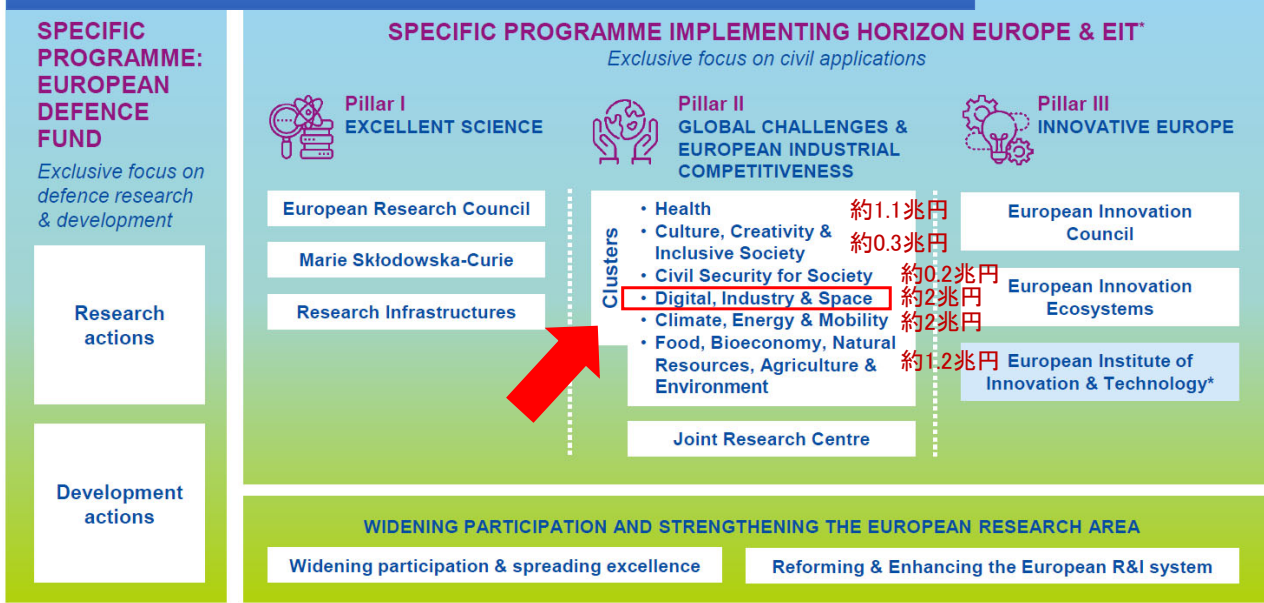 SPECIFIC
PROGRAMME:
EUROPEAN
DEFENCE
FUND
Exclusive focus on
defence research
& development
Research
actions
Development
actions
SPECIFIC PROGRAMME IMPLEMENTING HORIZON EUROPE & EIT*
Exclusive focus on civil applications
Pillar I
EXCELLENT SCIENCE
European Research Council
Marie Skłodowska-Curie
Research Infrastructures
Pillar II
GLOBAL CHALLENGES &
EUROPEAN INDUSTRIAL
COMPETITIVENESS
Clusters
• Health 約1.1兆円
• Culture, Creativity &
Inclusive Society 約0.3兆円
• Civil Security for Society 約0.2兆円
• Digital, Industry & Space 約2兆円
• Climate, Energy & Mobility 約2兆円
• Food, Bioeconomy, Natural
Resources, Agriculture & 約1.2兆円
Environment
Joint Research Centre
Pillar III
INNOVATIVE EUROPE
European Innovation
Council
European Innovation
Ecosystems
European Institute of
Innovation & Technology*
WIDENING PARTICIPATION AND STRENGTHENING THE EUROPEAN RESEARCH AREA
Widening participation & spreading excellence
Reforming & Enhancing the European R&I system